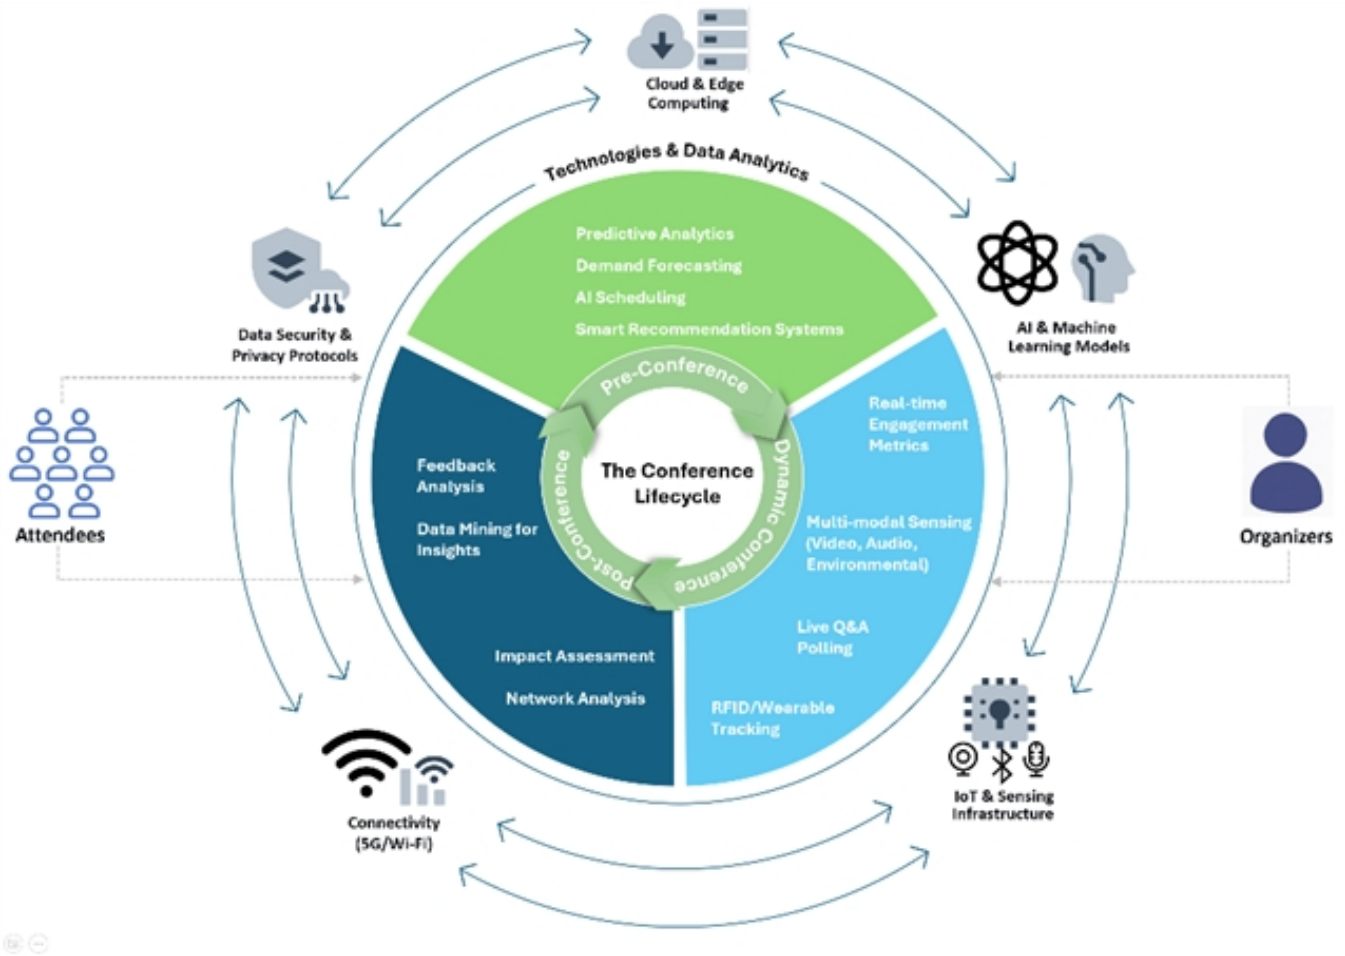 Cloud & Edge
Computing
Technologies & Data Analytics
Predictive Analytics
Demand Forecasting
AI Scheduling
Smart Recommendation Systems
Data Security &
Privacy Protocols
AI & Machine
Learning Models
Pre-Conference
Dynamic Conference
Post-Conference
The Conference
Lifecycle
Real-time
Engagement
Metrics
Multi-modal Sensing
(Video, Audio,
Environmental)
Live Q&A
Polling
RFID/Wearable
Tracking
Feedback
Analysis
Data Mining for
Insights
Impact Assessment
Network Analysis
Attendees
Organizers
Connectivity
(5G/Wi-Fi)
IoT & Sensing
Infrastructure